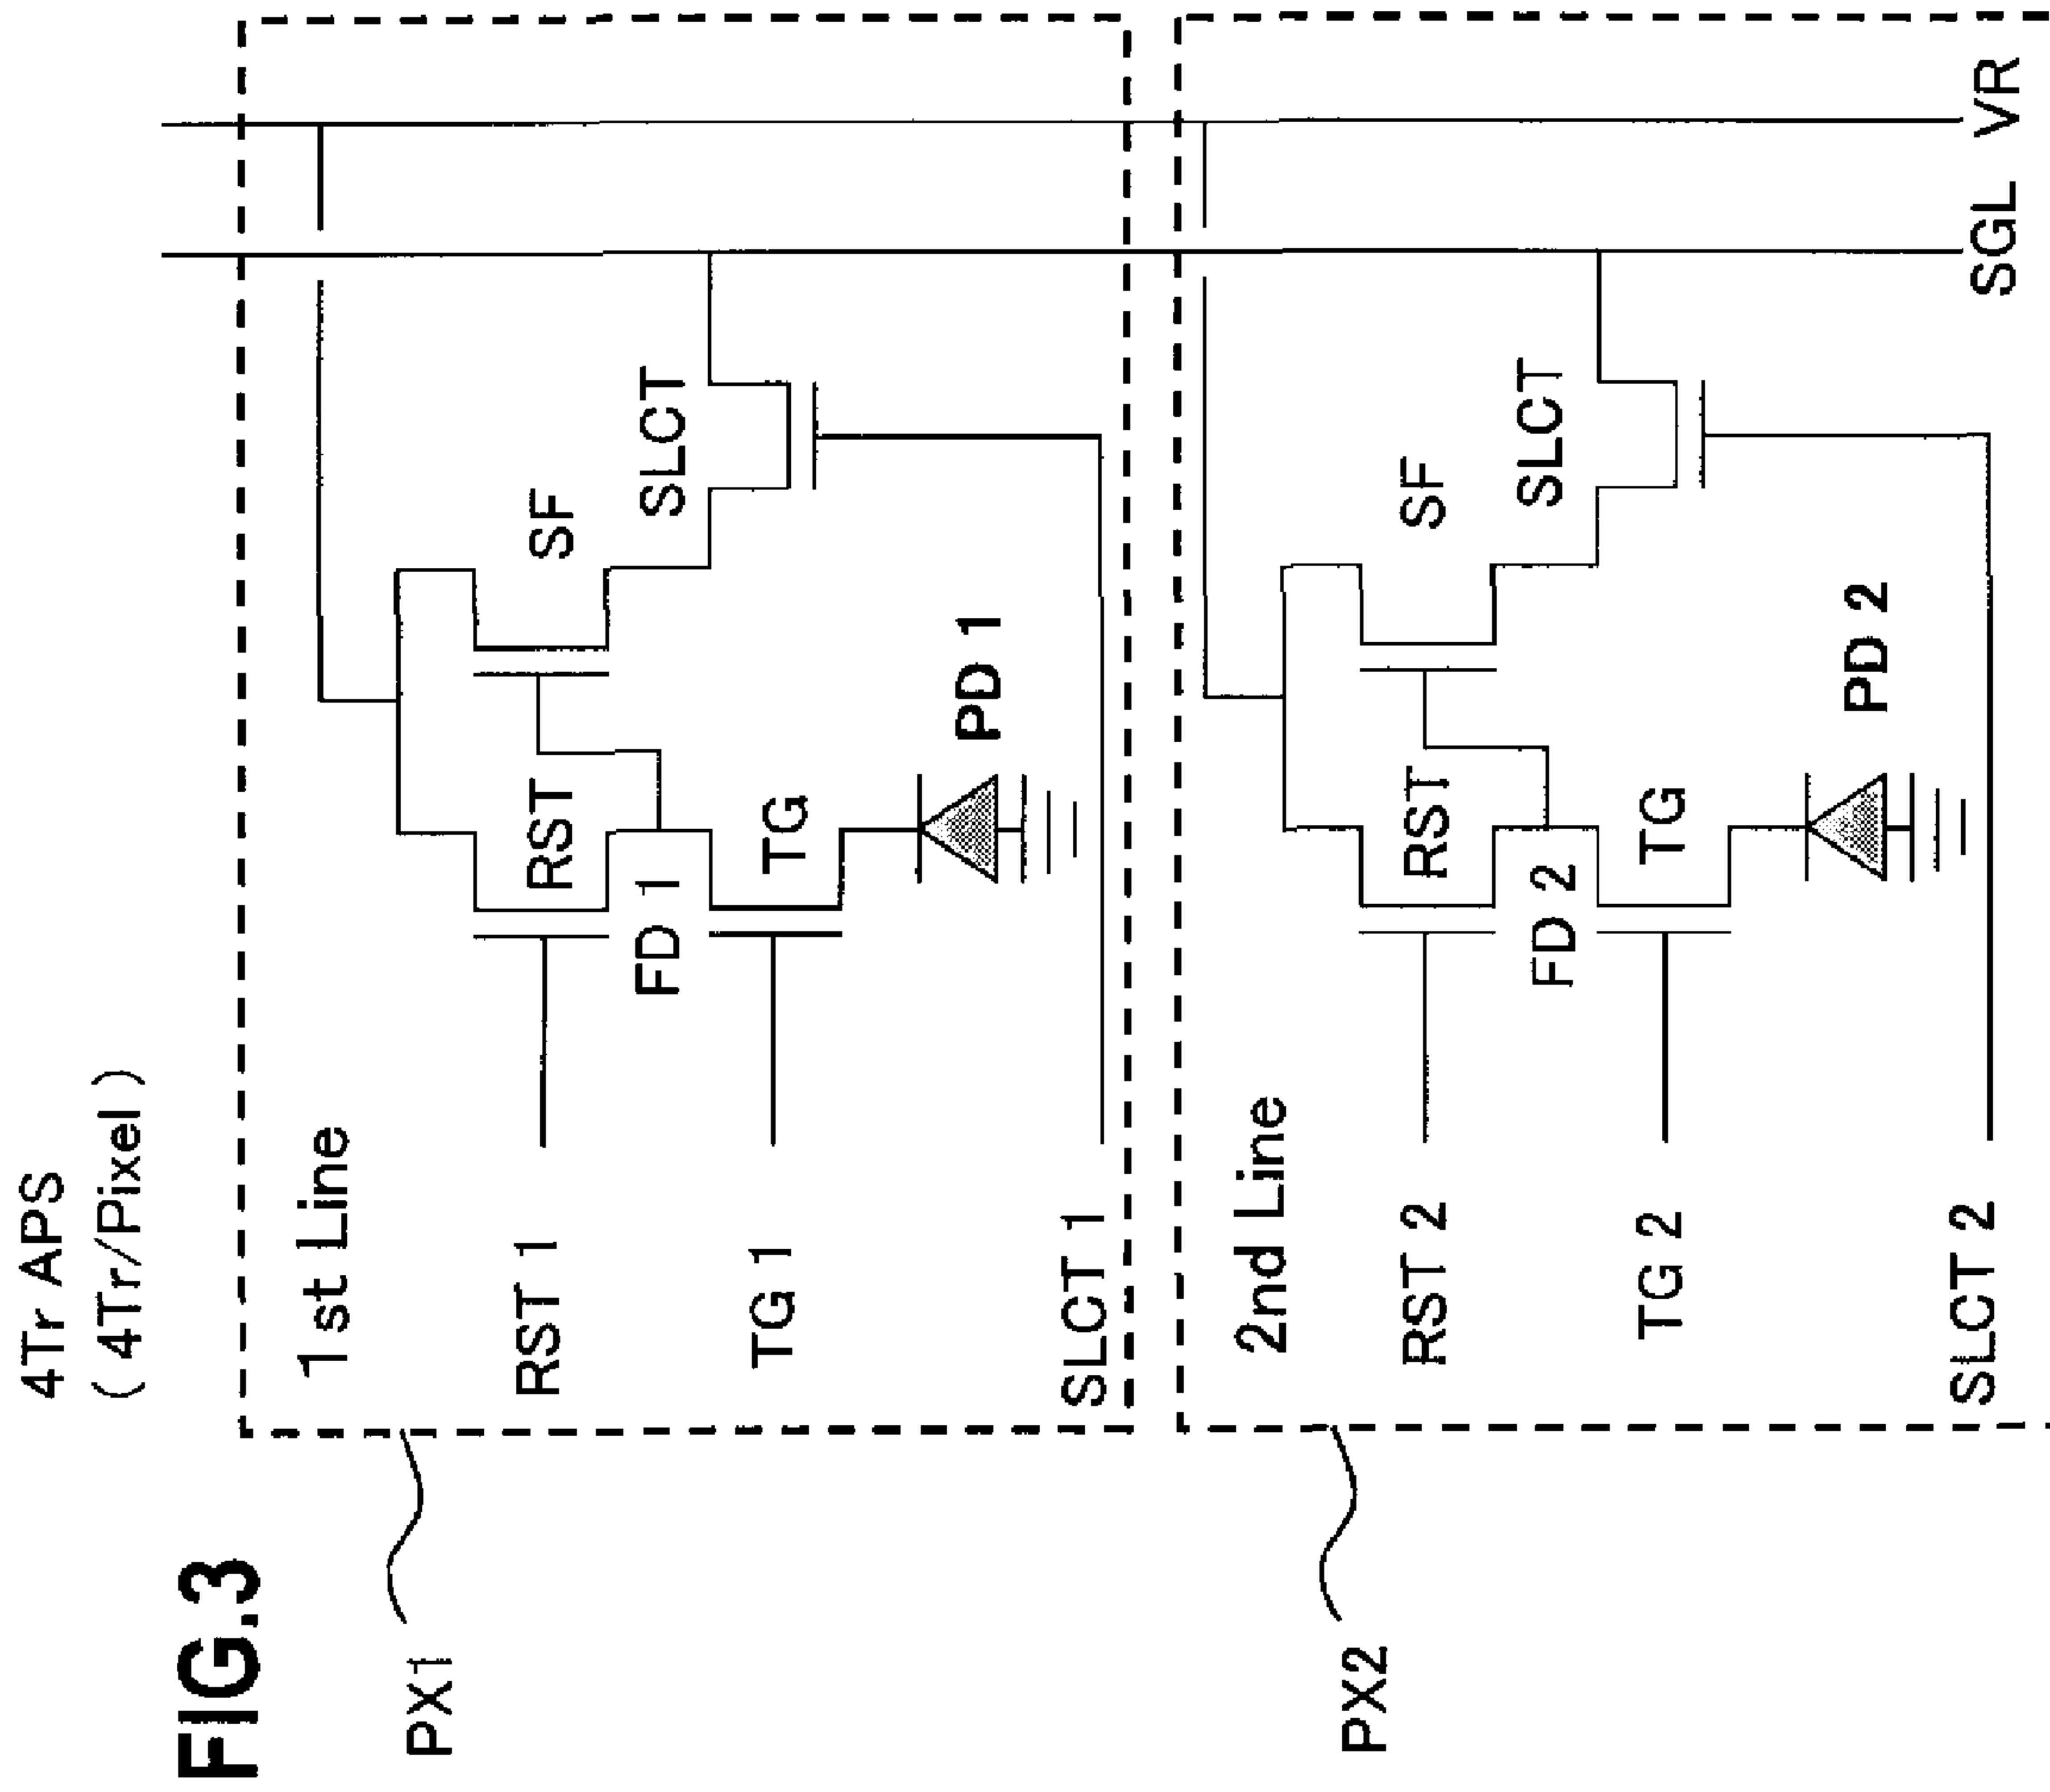 FIG.3
4Tr APS
(4Tr/Pixel)
PX1
1st Line
RST 1
TG 1
SLCT 1
RST
FD 1
TG
SF
SLCT
PD 1
PX2
2nd Line
RST 2
TG 2
SLCT 2
RST
FD 2
TG
SF
SLCT
PD 2
SGL VR